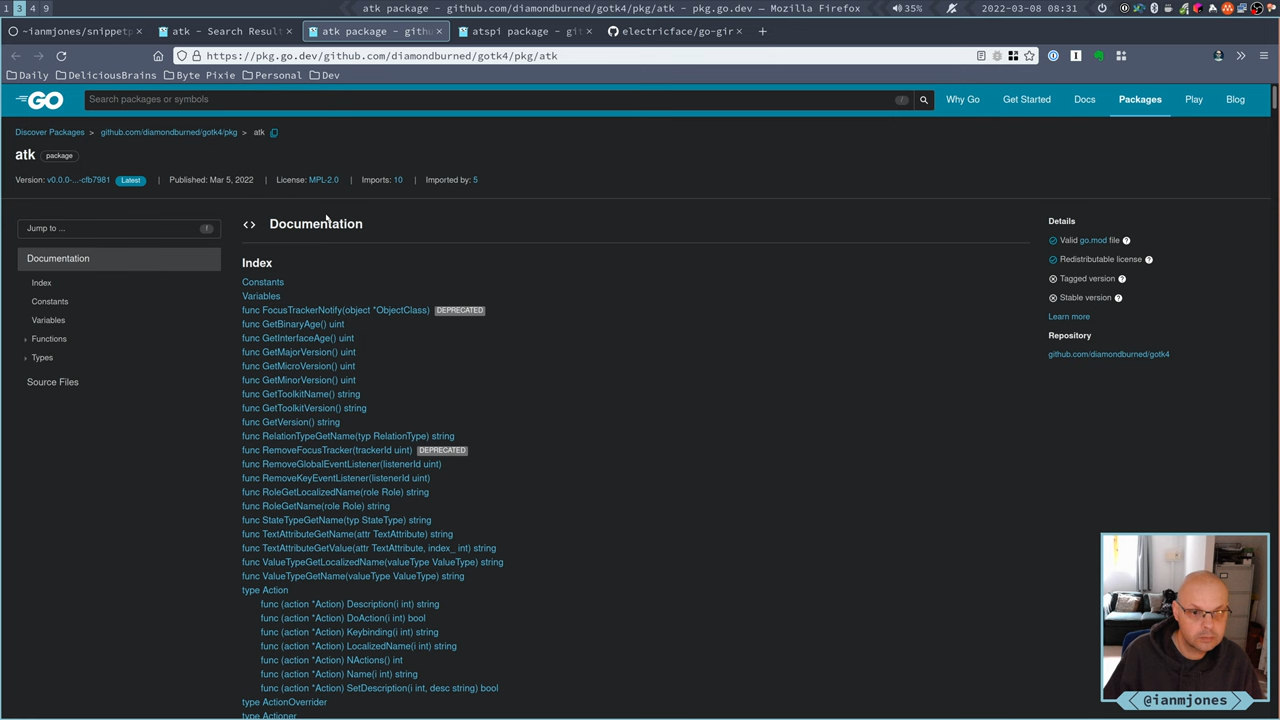 1 3 4 9
atk package - github.com/diamondburned/gotk4/pkg/atk - pkg.go.dev — Mozilla Firefox
35%
2022-03-08 08:31
~ianmjones/snippetp
atk - Search Result
atk package - githu
atspi package - git
electricface/go-gir
https://pkg.go.dev/github.com/diamondburned/gotk4/pkg/atk
Daily
DeliciousBrains
Byte Pixie
Personal
Dev
GO
Search packages or symbols
/
Why Go
Get Started
Docs
Packages
Play
Blog
Discover Packages > github.com/diamondburned/gotk4/pkg > atk
atk package
Version: v0.0.0-...-cfb7981 Latest | Published: Mar 5, 2022 | License: MPL-2.0 | Imports: 10 | Imported by: 5
Jump to ... f
Documentation
Index
Constants
Variables
Functions
Types
Source Files
<> Documentation
Index
Constants
Variables
func FocusTrackerNotify(object *ObjectClass) DEPRECATED
func GetBinaryAge() uint
func GetInterfaceAge() uint
func GetMajorVersion() uint
func GetMicroVersion() uint
func GetMinorVersion() uint
func GetToolkitName() string
func GetToolkitVersion() string
func GetVersion() string
func RelationTypeGetName(typ RelationType) string
func RemoveFocusTracker(trackerId uint) DEPRECATED
func RemoveGlobalEventListener(listenerId uint)
func RemoveKeyEventListener(listenerId uint)
func RoleGetLocalizedName(role Role) string
func RoleGetName(role Role) string
func StateTypeGetName(typ StateType) string
func TextAttributeGetName(attr TextAttribute) string
func TextAttributeGetValue(attr TextAttribute, index_ int) string
func ValueTypeGetLocalizedName(valueType ValueType) string
func ValueTypeGetName(valueType ValueType) string
type Action
func (action *Action) Description(i int) string
func (action *Action) DoAction(i int) bool
func (action *Action) Keybinding(i int) string
func (action *Action) LocalizedName(i int) string
func (action *Action) NActions() int
func (action *Action) Name(i int) string
func (action *Action) SetDescription(i int, desc string) bool
type ActionOverrider
type Actioner
Details
Valid go.mod file ?
Redistributable license ?
Tagged version ?
Stable version ?
Learn more
Repository
github.com/diamondburned/gotk4
@ianmjones